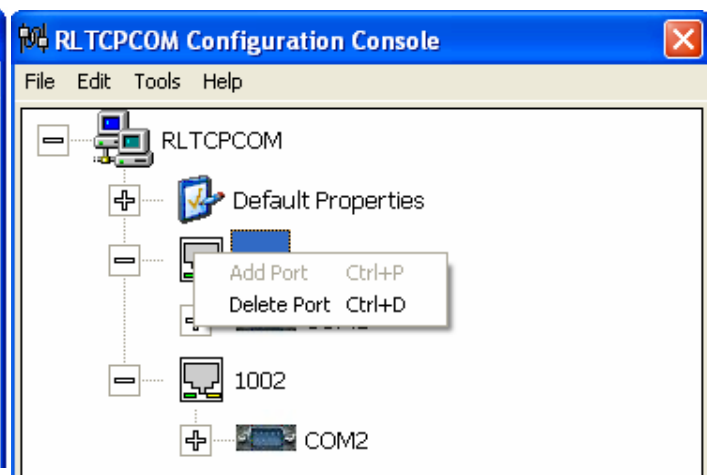 RLTCPCOM Configuration Console
File Edit Tools Help
RLTCPCOM
Default Properties
Add Port Ctrl+P
Delete Port Ctrl+D
1002
COM2